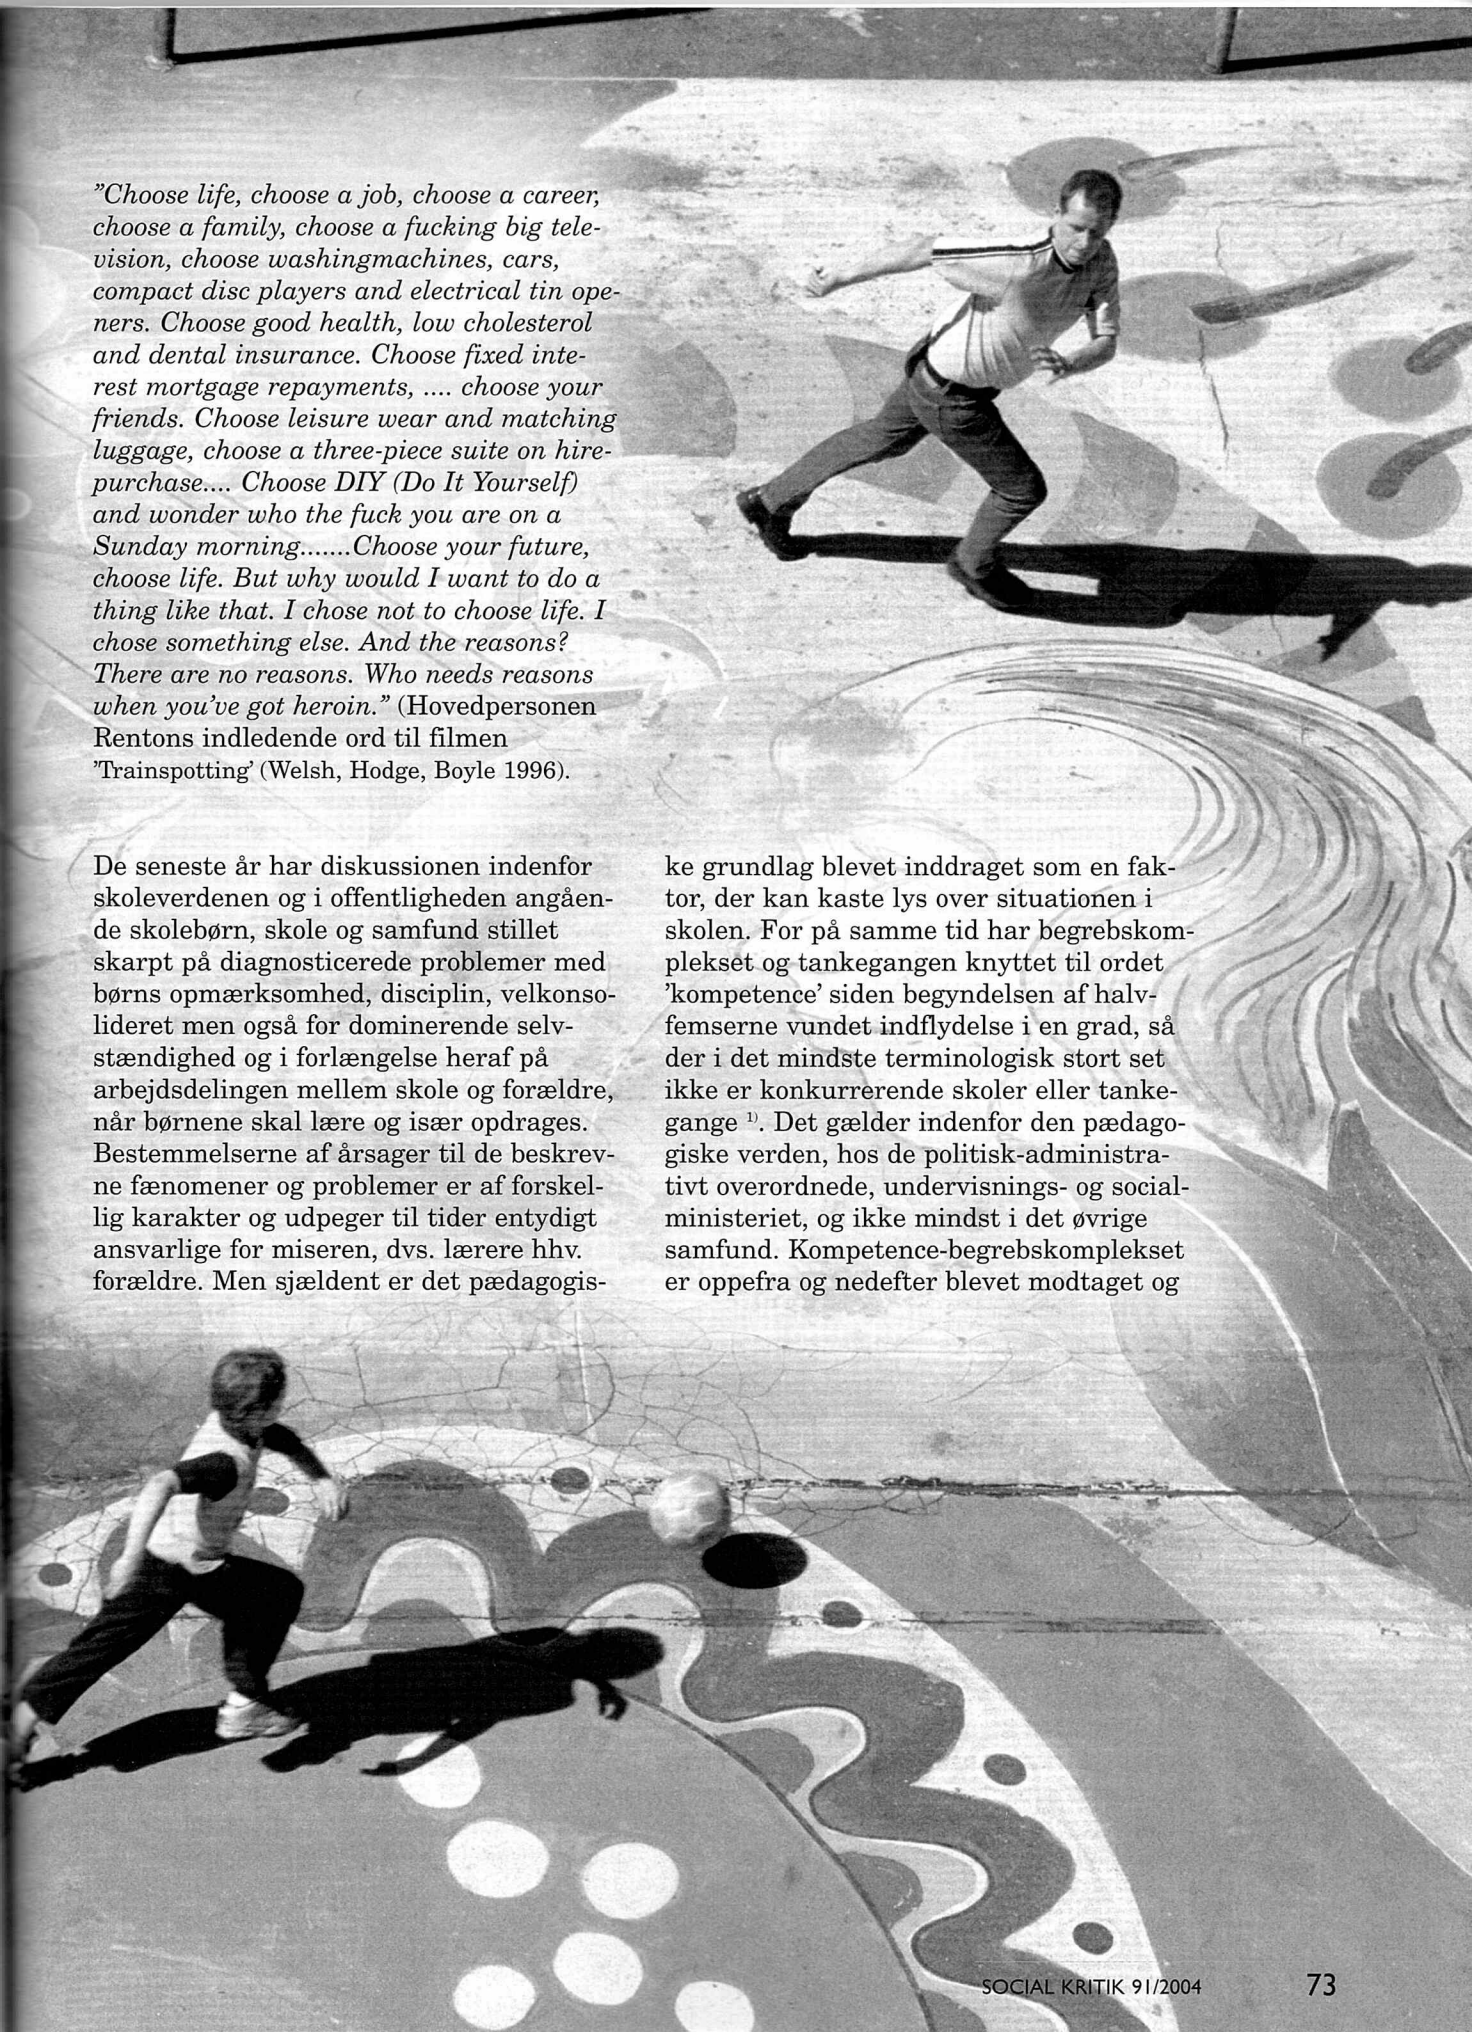 ”Choose life, choose a job, choose a career,
choose a family, choose a fucking big tele-
vision, choose washingmachines, cars,
compact disc players and electrical tin ope-
ners. Choose good health, low cholesterol
and dental insurance. Choose fixed inte-
rest mortgage repayments, .... choose your
friends. Choose leisure wear and matching
luggage, choose a three-piece suite on hire-
purchase.... Choose DIY (Do It Yourself)
and wonder who the fuck you are on a
Sunday morning.......Choose your future,
choose life. But why would I want to do a
thing like that. I chose not to choose life. I
chose something else. And the reasons?
There are no reasons. Who needs reasons
when you’ve got heroin.” (Hovedpersonen
Rentons indledende ord til filmen
’Trainspotting’ (Welsh, Hodge, Boyle 1996).
De seneste år har diskussionen indenfor
skoleverdenen og i offentligheden angåen-
de skolebørn, skole og samfund stillet
skarpt på diagnosticerede problemer med
børns opmærksomhed, disciplin, velkonso-
lideret men også for dominerende selv-
stændighed og i forlængelse heraf på
arbejdsdelingen mellem skole og forældre,
når børnene skal lære og især opdrages.
Bestemmelserne af årsager til de beskrev-
ne fænomener og problemer er af forskel-
lig karakter og udpeger til tider entydigt
ansvarlige for miseren, dvs. lærere hhv.
forældre. Men sjældent er det pædagogis-
ke grundlag blevet inddraget som en fak-
tor, der kan kaste lys over situationen i
skolen. For på samme tid har begrebskom-
plekset og tankegangen knyttet til ordet
’kompetence’ siden begyndelsen af halv-
femserne vundet indflydelse i en grad, så
der i det mindste terminologisk stort set
ikke er konkurrerende skoler eller tanke-
gange ¹⁾. Det gælder indenfor den pædago-
giske verden, hos de politisk-administra-
tivt overordnede, undervisnings- og social-
ministeriet, og ikke mindst i det øvrige
samfund. Kompetence-begrebskomplekset
er oppefra og nedefter blevet modtaget og
SOCIAL KRITIK 91/2004 73